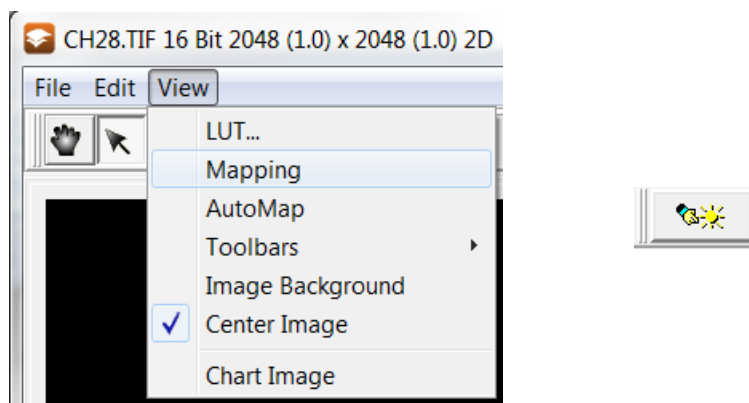 CH28.TIF 16 Bit 2048 (1.0) x 2048 (1.0) 2D
File Edit View
LUT...
Mapping
AutoMap
Toolbars
Image Background
Center Image
Chart Image